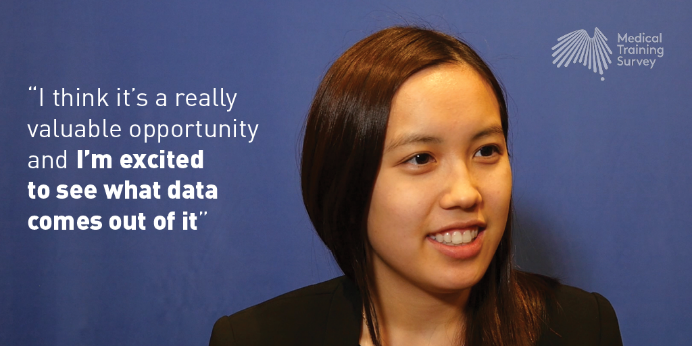 “I think it’s a really
valuable opportunity
and I’m excited
to see what data
comes out of it”
Medical
Training
Survey